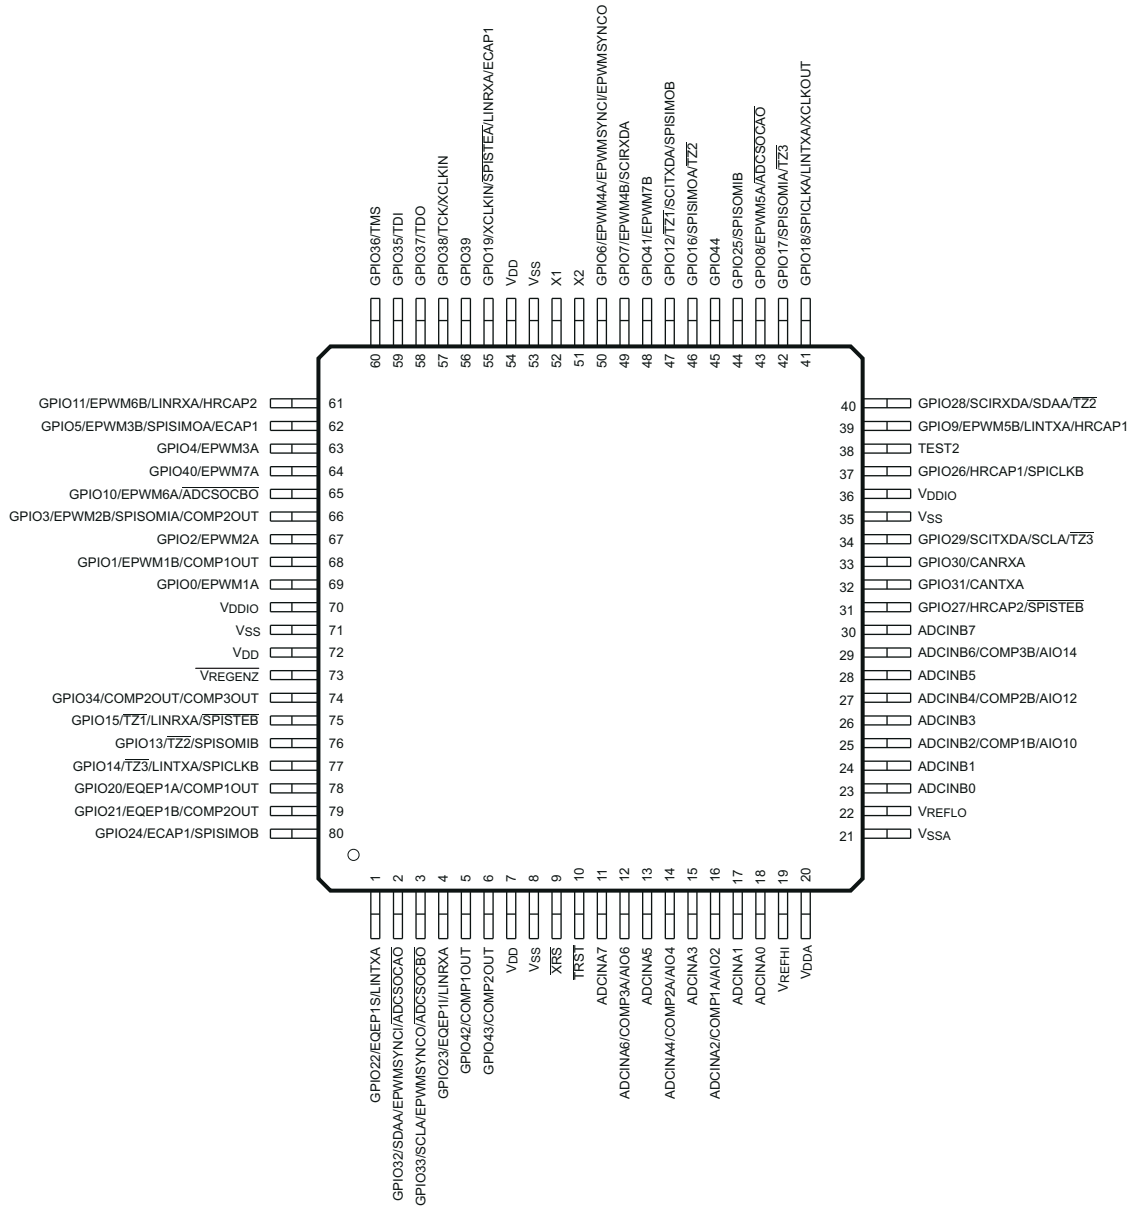 GPIO36/TMS
GPIO35/TDI
GPIO37/TDO
GPIO38/TCK/XCLKIN
GPIO39
GPIO19/XCLKIN/SPISTEA/LINRXA/ECAP1
VDD
VSS
X1
X2
GPIO6/EPWM4A/EPWMSYNCI/EPWMSYNCO
GPIO7/EPWM4B/SCIRXDA
GPIO41/EPWM7B
GPIO12/TZ1/SCITXDA/SPISIMOB
GPIO16/SPISIMOA/TZ2
GPIO44
GPIO25/SPISOMIB
GPIO8/EPWM5A/ADCSOCAO
GPIO17/SPISOMIA/TZ3
GPIO18/SPICLKA/LINTXA/XCLKOUT
60
59
58
57
56
55
54
53
52
51
50
49
48
47
46
45
44
43
42
41
GPIO11/EPWM6B/LINRXA/HRCAP2 61
GPIO5/EPWM3B/SPISIMOA/ECAP1 62
GPIO4/EPWM3A 63
GPIO40/EPWM7A 64
GPIO10/EPWM6A/ADCSOCBO 65
GPIO3/EPWM2B/SPISOMIA/COMP2OUT 66
GPIO2/EPWM2A 67
GPIO1/EPWM1B/COMP1OUT 68
GPIO0/EPWM1A 69
VDDIO 70
VSS 71
VDD 72
VREGENZ 73
GPIO34/COMP2OUT/COMP3OUT 74
GPIO15/TZ1/LINRXA/SPISTEB 75
GPIO13/TZ2/SPISOMIB 76
GPIO14/TZ3/LINTXA/SPICLKB 77
GPIO20/EQEP1A/COMP1OUT 78
GPIO21/EQEP1B/COMP2OUT 79
GPIO24/ECAP1/SPISIMOB 80
40 GPIO28/SCIRXDA/SDAA/TZ2
39 GPIO9/EPWM5B/LINTXA/HRCAP1
38 TEST2
37 GPIO26/HRCAP1/SPICLKB
36 VDDIO
35 VSS
34 GPIO29/SCITXDA/SCLA/TZ3
33 GPIO30/CANRXA
32 GPIO31/CANTXA
31 GPIO27/HRCAP2/SPISTEB
30 ADCINB7
29 ADCINB6/COMP3B/AIO14
28 ADCINB5
27 ADCINB4/COMP2B/AIO12
26 ADCINB3
25 ADCINB2/COMP1B/AIO10
24 ADCINB1
23 ADCINB0
22 VREFLO
21 VSSA
1
2
3
4
5
6
7
8
9
10
11
12
13
14
15
16
17
18
19
20
GPIO22/EQEP1S/LINTXA
GPIO32/SDAA/EPWMSYNCI/ADCSOCAO
GPIO33/SCLA/EPWMSYNCO/ADCSOCBO
GPIO23/EQEP1I/LINRXA
GPIO42/COMP1OUT
GPIO43/COMP2OUT
VDD
VSS
XRS
TRST
ADCINA7
ADCINA6/COMP3A/AIO6
ADCINA5
ADCINA4/COMP2A/AIO4
ADCINA3
ADCINA2/COMP1A/AIO2
ADCINA1
ADCINA0
VREFHI
VDDA